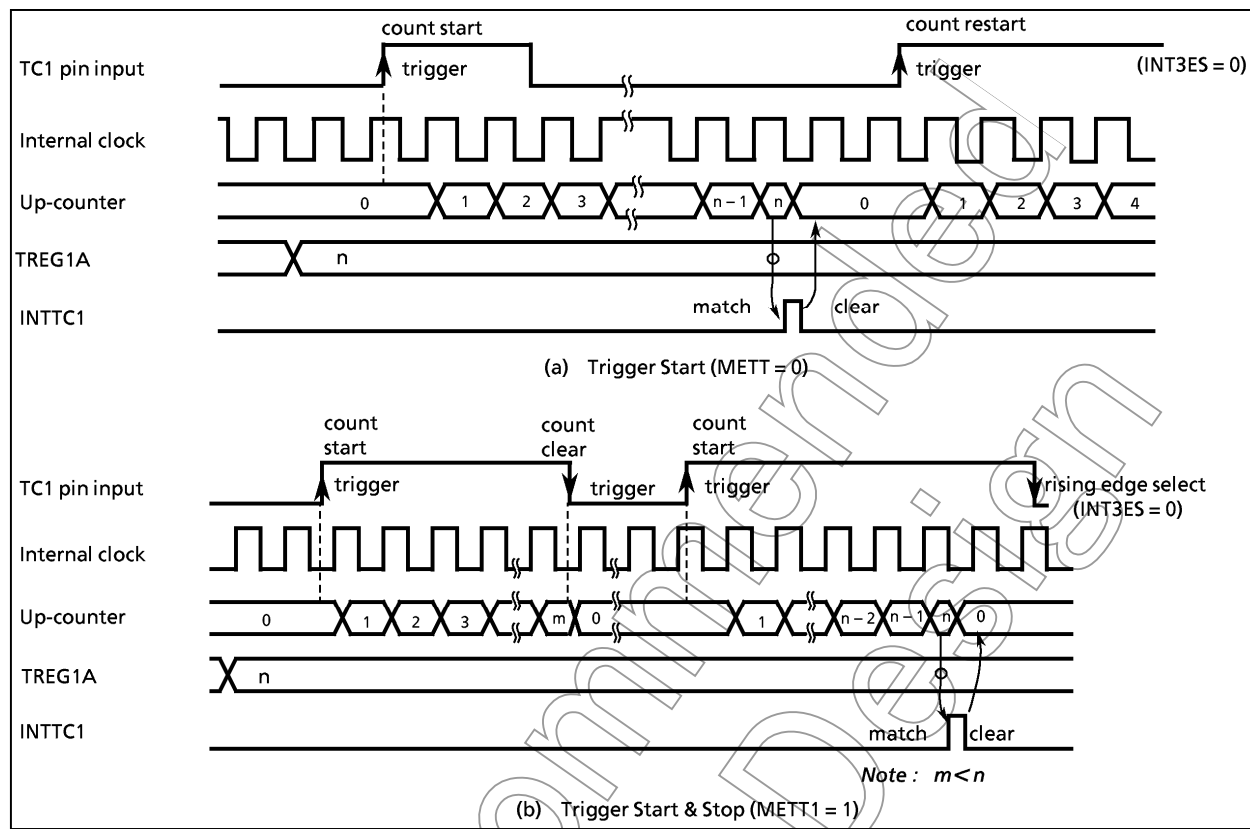 count start
count restart
TC1 pin input
trigger
trigger
(INT3ES = 0)
Internal clock
Up-counter
0 1 2 3 n – 1 n 0 1 2 3 4
TREG1A
n
INTTC1
match
clear
(a) Trigger Start (METT = 0)
count start
count clear
count start
TC1 pin input
trigger
trigger
trigger
rising edge select
(INT3ES = 0)
Internal clock
Up-counter
0 1 2 3 m 0 1 n – 2 n – 1 n 0
TREG1A
n
INTTC1
match
clear
Note : m < n
(b) Trigger Start & Stop (METT1 = 1)
ommended
Design